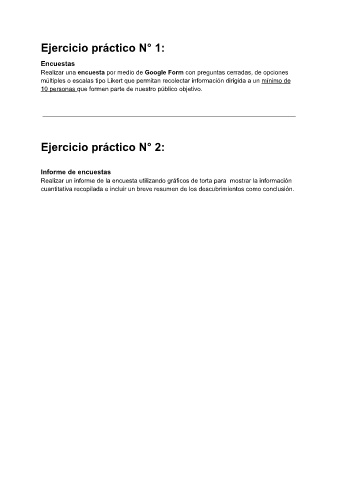 Ejercicio práctico N° 1:
Encuestas
Realizar una encuesta por medio de Google Form con preguntas cerradas, de opciones
múltiples o escalas tipo Likert que permitan recolectar información dirigida a un mínimo de
10 personas que formen parte de nuestro público objetivo.
Ejercicio práctico N° 2:
Informe de encuestas
Realizar un informe de la encuesta utilizando gráficos de torta para mostrar la información
cuantitativa recopilada e incluir un breve resumen de los descubrimientos como conclusión.